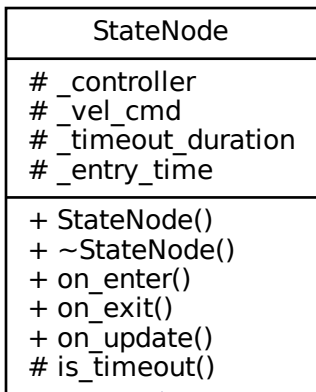 StateNode
# _controller
# _vel_cmd
# _timeout_duration
# _entry_time
+ StateNode()
+ ~StateNode()
+ on_enter()
+ on_exit()
+ on_update()
# is_timeout()